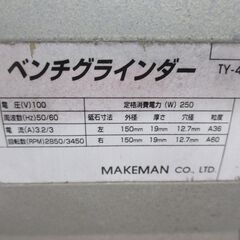 ベンチグラインダー TY-4
電圧(V)100 定格消費電力(W)250
周波数(Hz)50/60 砥石寸法 外径 厚さ 穴径 粒度
電流(A)3.2/3 左 150mm 19mm 12.7mm A36
回転数(RPM)2850/3450 右 150mm 19mm 12.7mm A60
MAKEMAN CO., LTD.